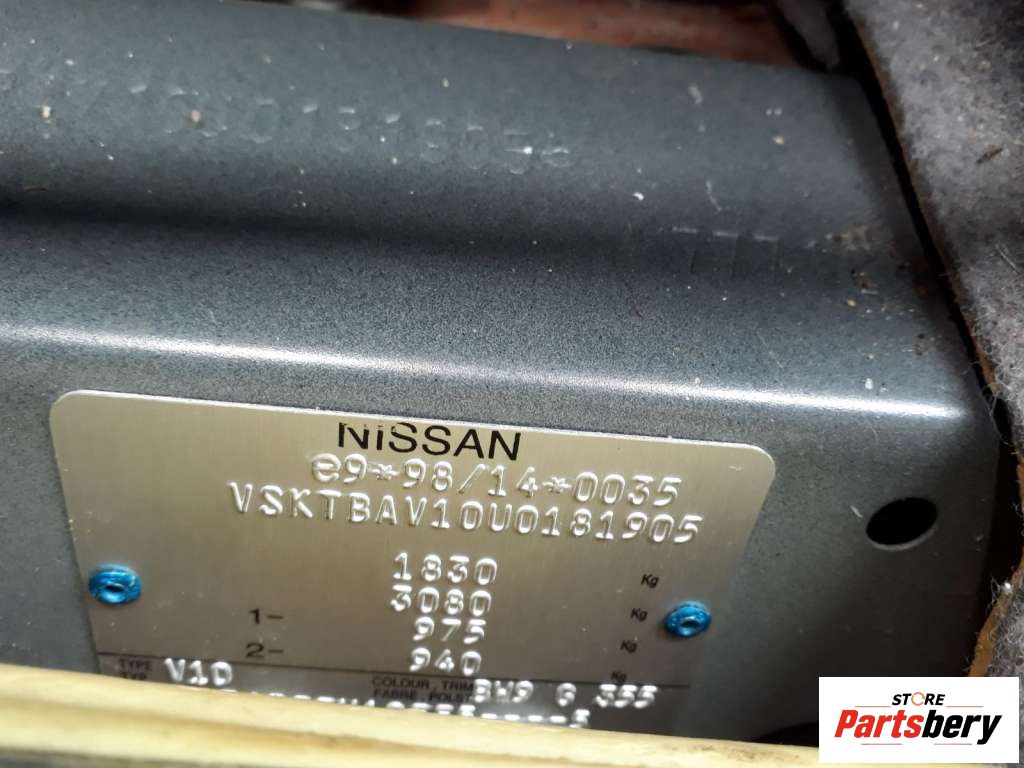 NISSAN
e9*98/14*0035
VSKTBAV10U0181905
1830 Kg
3080 Kg
1- 975 Kg
2- 940 Kg
TYPE V10 COLOUR, TRIM BW9 G 355
STORE
Partsbery